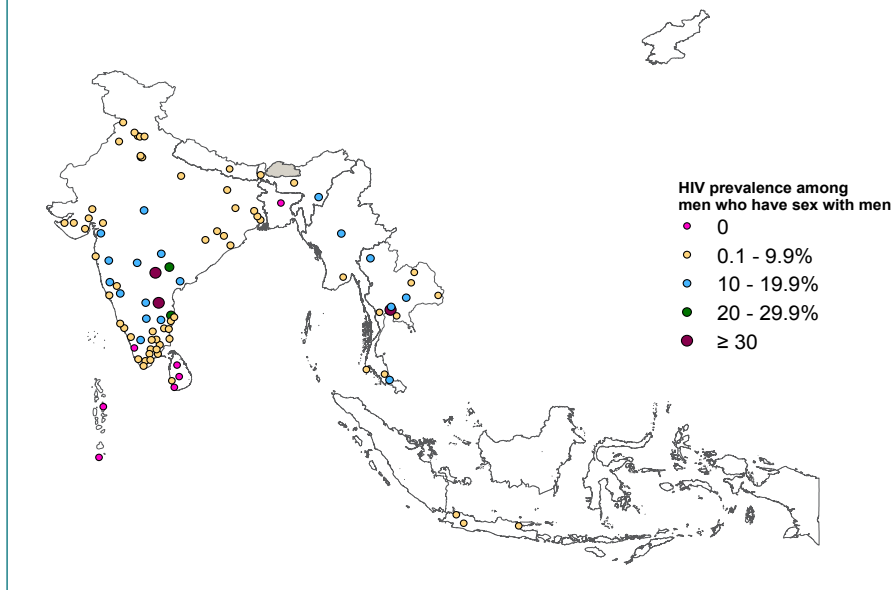 HIV prevalence among
men who have sex with men
0
0.1 - 9.9%
10 - 19.9%
20 - 29.9%
≥ 30